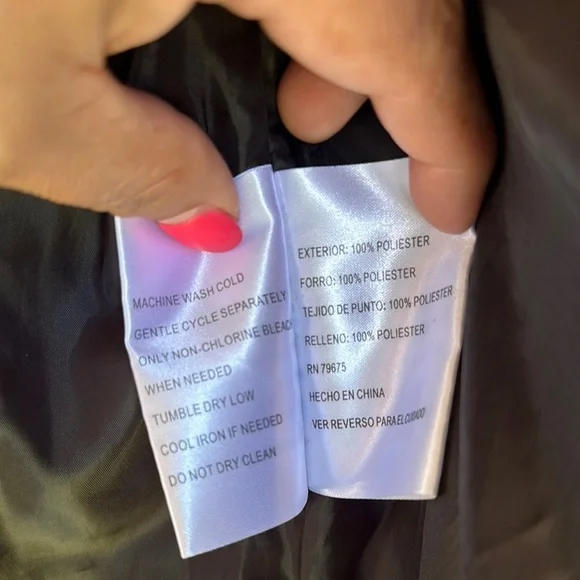 MACHINE WASH COLD
GENTLE CYCLE SEPARATELY
ONLY NON-CHLORINE BLEACH
WHEN NEEDED
TUMBLE DRY LOW
COOL IRON IF NEEDED
DO NOT DRY CLEAN
EXTERIOR: 100% POLIESTER
FORRO: 100% POLIESTER
TEJIDO DE PUNTO: 100% POLIESTER
RELLENO: 100% POLIESTER
RN 79675
HECHO EN CHINA
VER REVERSO PARA EL CUIDADO